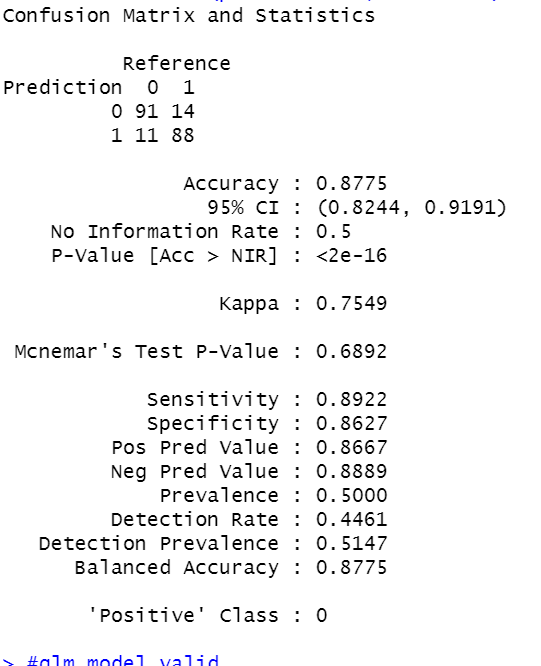 Confusion Matrix and Statistics
Reference
Prediction 0 1
0 91 14
1 11 88
Accuracy : 0.8775
95% CI : (0.8244, 0.9191)
No Information Rate : 0.5
P-Value [Acc > NIR] : <2e-16
Kappa : 0.7549
Mcnemar's Test P-Value : 0.6892
Sensitivity : 0.8922
Specificity : 0.8627
Pos Pred Value : 0.8667
Neg Pred Value : 0.8889
Prevalence : 0.5000
Detection Rate : 0.4461
Detection Prevalence : 0.5147
Balanced Accuracy : 0.8775
'Positive' Class : 0
> #glm model valid